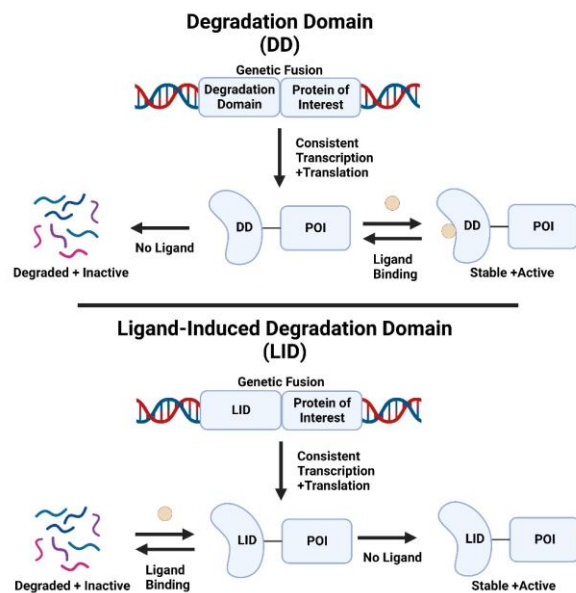 Degradation Domain
(DD)
Genetic Fusion
Degradation Domain
Protein of Interest
Consistent
Transcription
+Translation
DD
POI
DD
POI
No Ligand
Ligand
Binding
Degraded + Inactive
Stable +Active
Ligand-Induced Degradation Domain
(LID)
Genetic Fusion
LID
Protein of Interest
Consistent
Transcription
+Translation
LID
POI
LID
POI
No Ligand
Degraded + Inactive
Ligand
Binding
Stable +Active